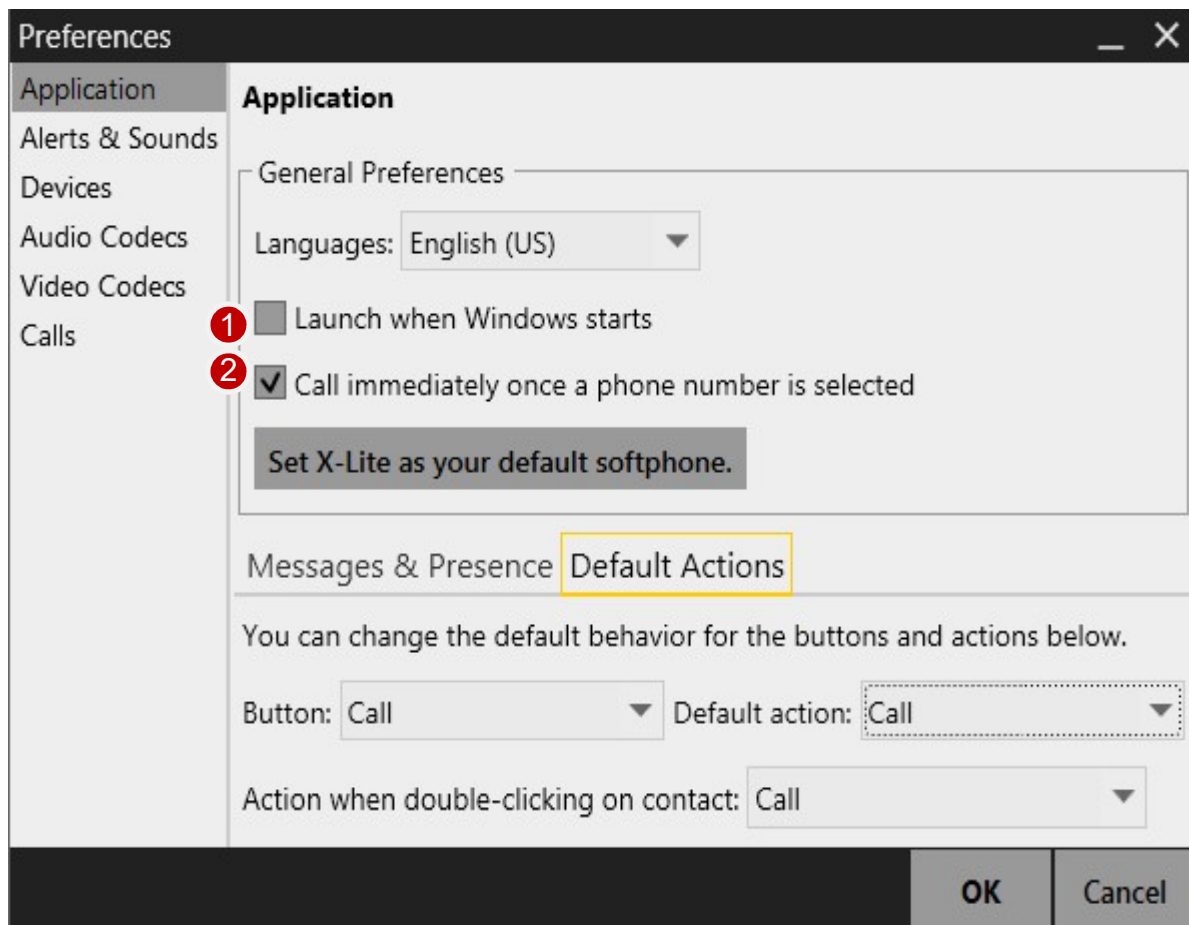 Preferences
Application
Alerts & Sounds
Devices
Audio Codecs
Video Codecs
Calls
Application
General Preferences
Languages: English (US)
1 Launch when Windows starts
2 Call immediately once a phone number is selected
Set X-Lite as your default softphone.
Messages & Presence Default Actions
You can change the default behavior for the buttons and actions below.
Button: Call Default action: Call
Action when double-clicking on contact: Call
OK Cancel